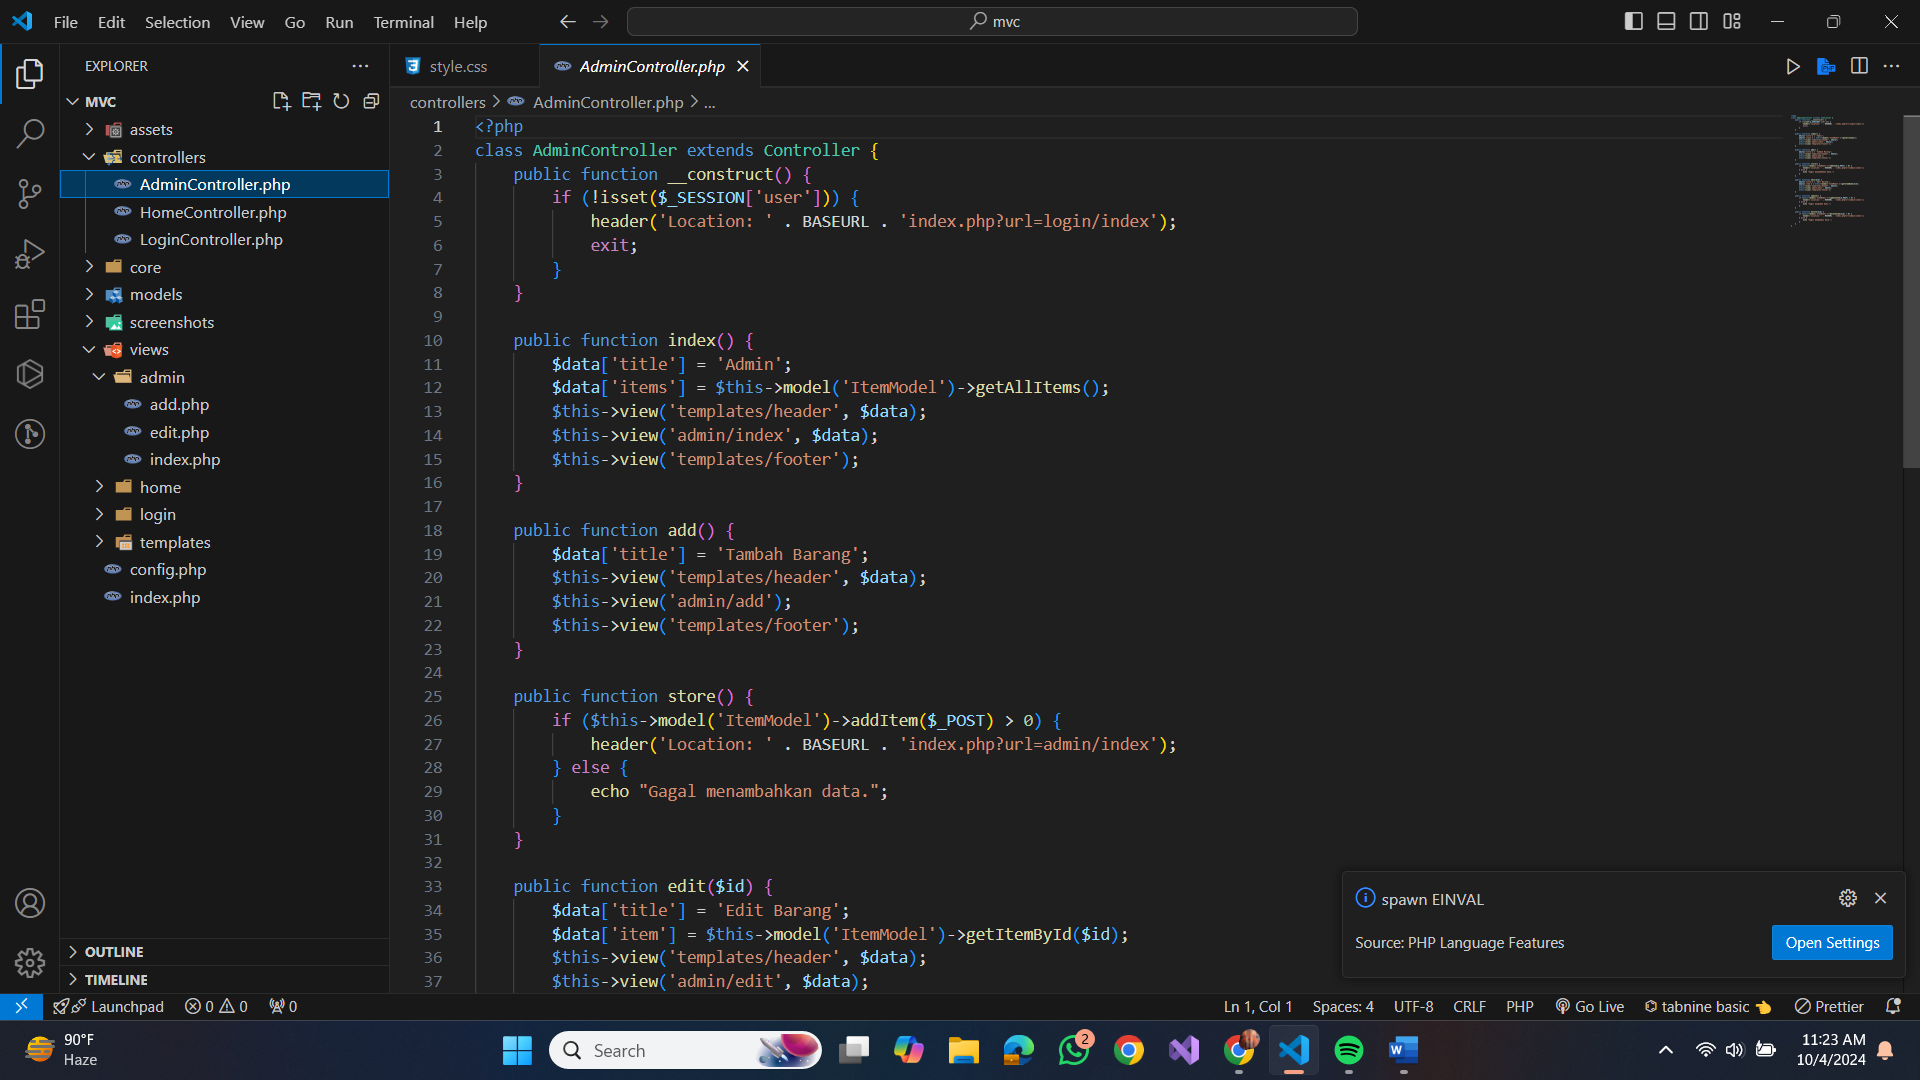 File Edit Selection View Go Run Terminal Help
mvc
EXPLORER
style.css
AdminController.php
MVC
controllers > AdminController.php > ...
assets
controllers
AdminController.php
HomeController.php
LoginController.php
core
models
screenshots
views
admin
add.php
edit.php
index.php
home
login
templates
config.php
index.php
OUTLINE
TIMELINE
1 <?php
2 class AdminController extends Controller {
3 public function __construct() {
4 if (!isset($_SESSION['user'])) {
5 header('Location: ' . BASEURL . 'index.php?url=login/index');
6 exit;
7 }
8 }
9
10 public function index() {
11 $data['title'] = 'Admin';
12 $data['items'] = $this->model('ItemModel')->getAllItems();
13 $this->view('templates/header', $data);
14 $this->view('admin/index', $data);
15 $this->view('templates/footer');
16 }
17
18 public function add() {
19 $data['title'] = 'Tambah Barang';
20 $this->view('templates/header', $data);
21 $this->view('admin/add');
22 $this->view('templates/footer');
23 }
24
25 public function store() {
26 if ($this->model('ItemModel')->addItem($_POST) > 0) {
27 header('Location: ' . BASEURL . 'index.php?url=admin/index');
28 } else {
29 echo "Gagal menambahkan data.";
30 }
31 }
32
33 public function edit($id) {
34 $data['title'] = 'Edit Barang';
35 $data['item'] = $this->model('ItemModel')->getItemById($id);
36 $this->view('templates/header', $data);
37 $this->view('admin/edit', $data);
spawn EINVAL
Source: PHP Language Features
Open Settings
Launchpad 0 0 0
Ln 1, Col 1 Spaces: 4 UTF-8 CRLF PHP Go Live tabnine basic Prettier
90°F
Haze
Search
2
11:23 AM
10/4/2024